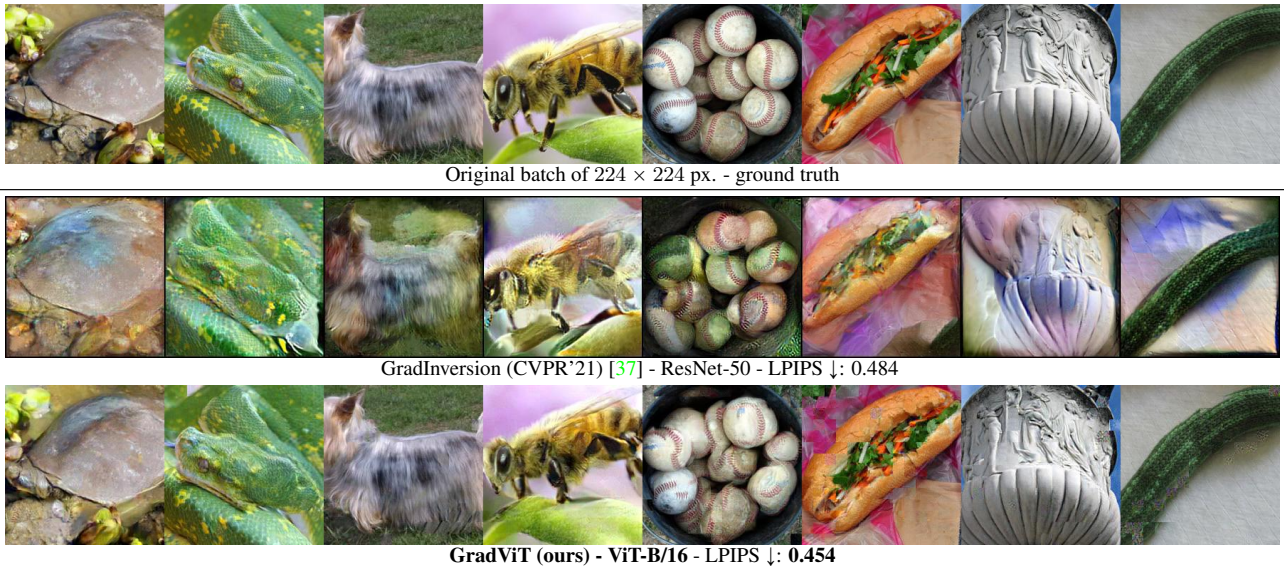 Original batch of 224 × 224 px. - ground truth
GradInversion (CVPR'21) [37] - ResNet-50 - LPIPS ↓: 0.484
GradViT (ours) - ViT-B/16 - LPIPS ↓: 0.454